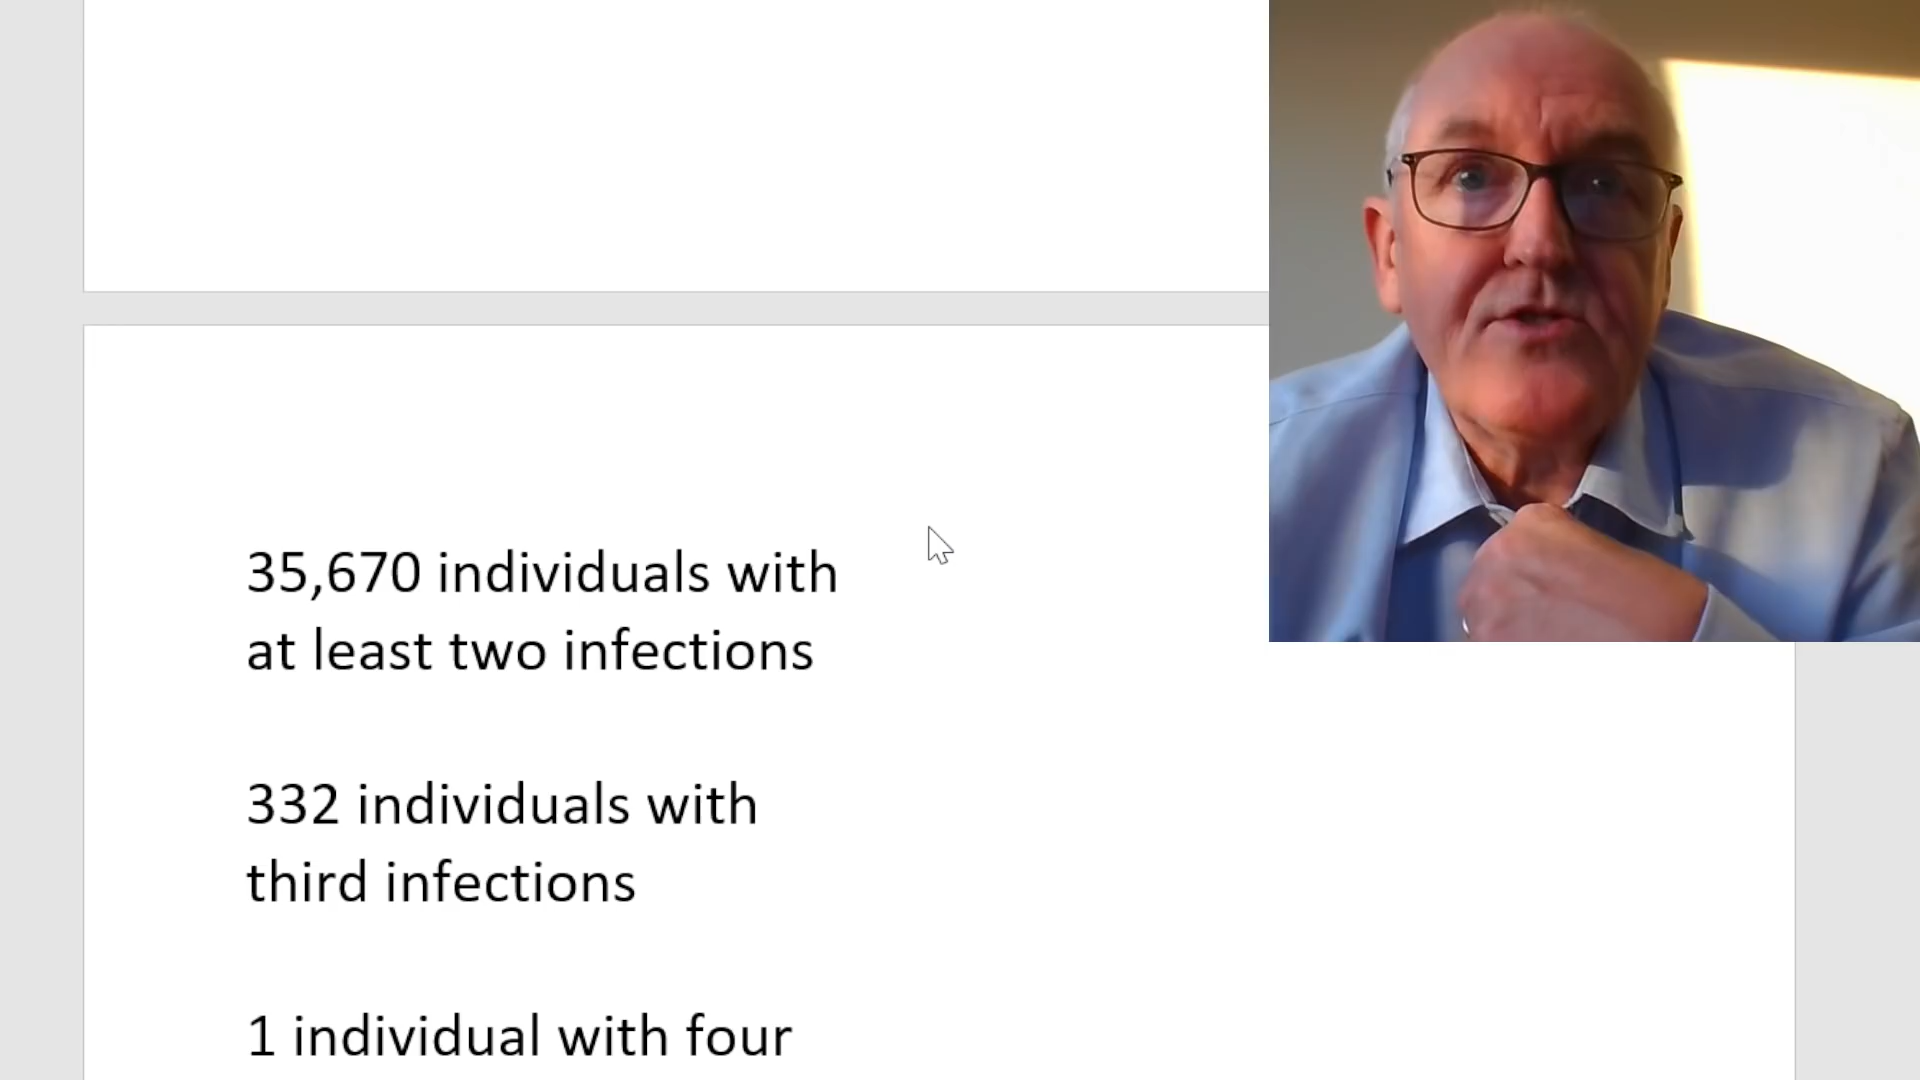 35,670 individuals with
at least two infections
332 individuals with
third infections
1 individual with four